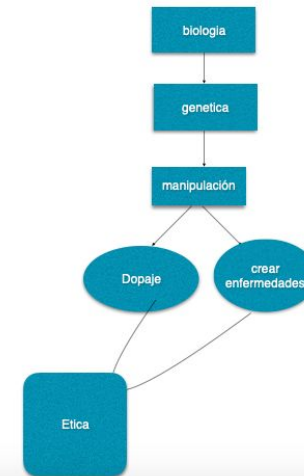 biologia
genetica
manipulación
Dopaje
crear
enfermedades
Etica